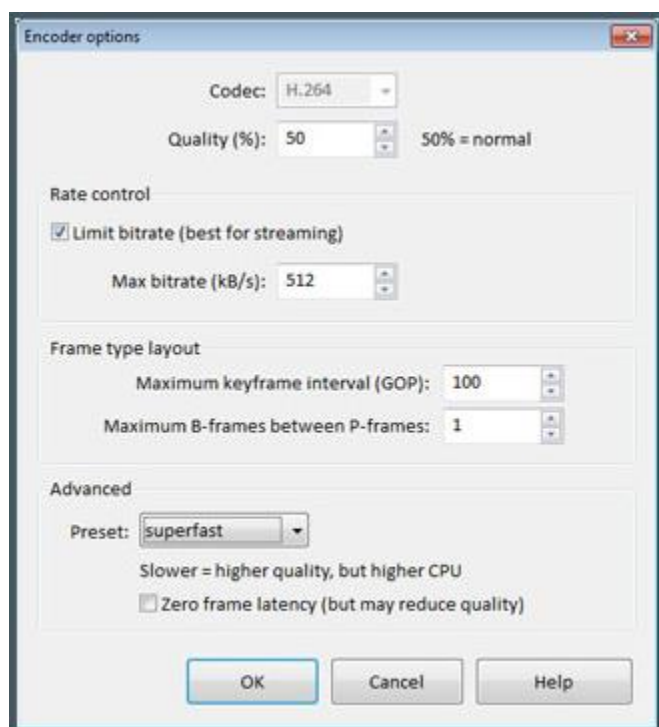 Encoder options
Codec: H.264
Quality (%): 50 50% = normal
Rate control
Limit bitrate (best for streaming)
Max bitrate (kB/s): 512
Frame type layout
Maximum keyframe interval (GOP): 100
Maximum B-frames between P-frames: 1
Advanced
Preset: superfast
Slower = higher quality, but higher CPU
Zero frame latency (but may reduce quality)
OK Cancel Help